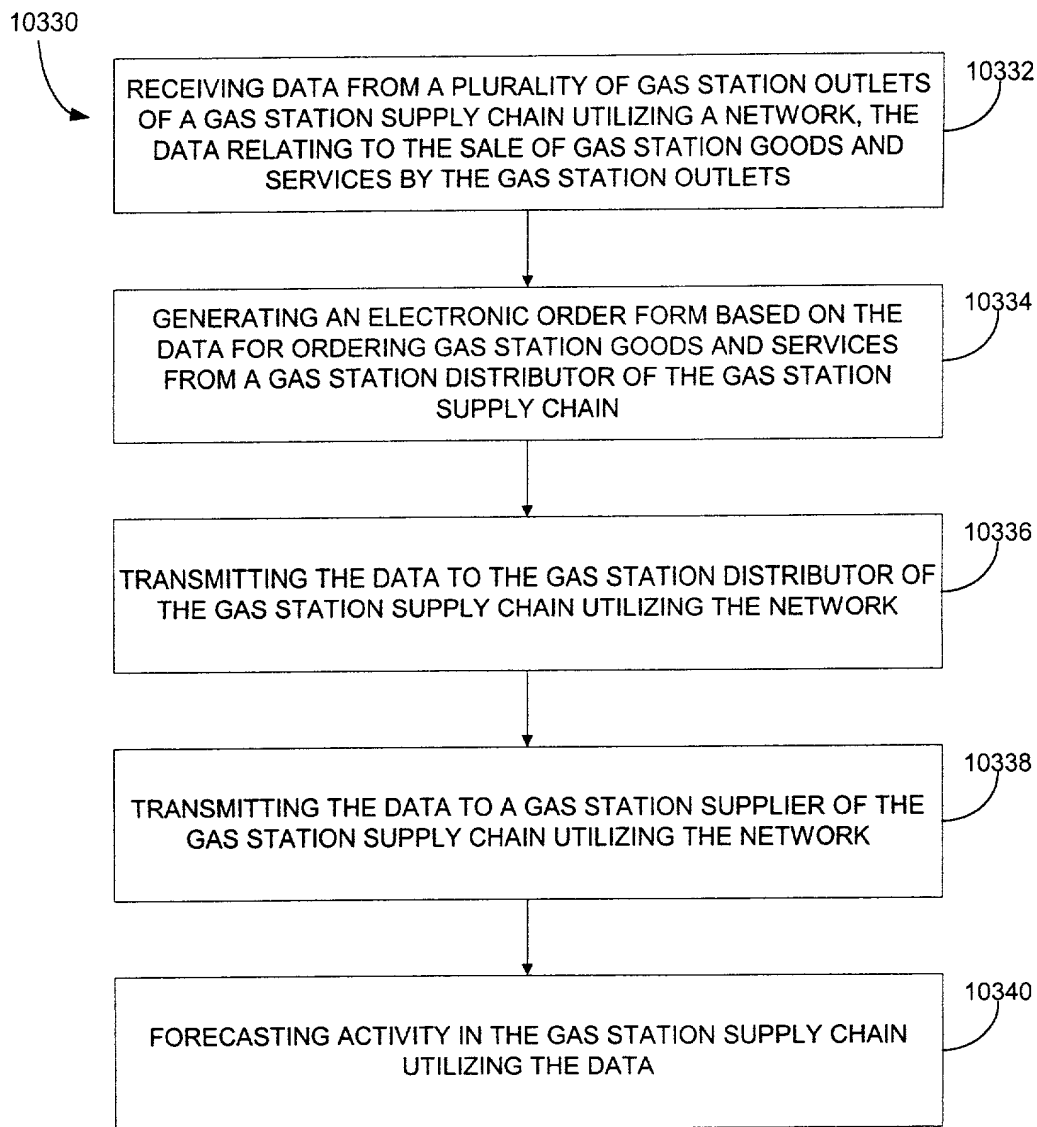 10330
RECEIVING DATA FROM A PLURALITY OF GAS STATION OUTLETS
OF A GAS STATION SUPPLY CHAIN UTILIZING A NETWORK, THE
DATA RELATING TO THE SALE OF GAS STATION GOODS AND
SERVICES BY THE GAS STATION OUTLETS
10332
GENERATING AN ELECTRONIC ORDER FORM BASED ON THE
DATA FOR ORDERING GAS STATION GOODS AND SERVICES
FROM A GAS STATION DISTRIBUTOR OF THE GAS STATION
SUPPLY CHAIN
10334
TRANSMITTING THE DATA TO THE GAS STATION DISTRIBUTOR OF
THE GAS STATION SUPPLY CHAIN UTILIZING THE NETWORK
10336
TRANSMITTING THE DATA TO A GAS STATION SUPPLIER OF THE
GAS STATION SUPPLY CHAIN UTILIZING THE NETWORK
10338
FORECASTING ACTIVITY IN THE GAS STATION SUPPLY CHAIN
UTILIZING THE DATA
10340